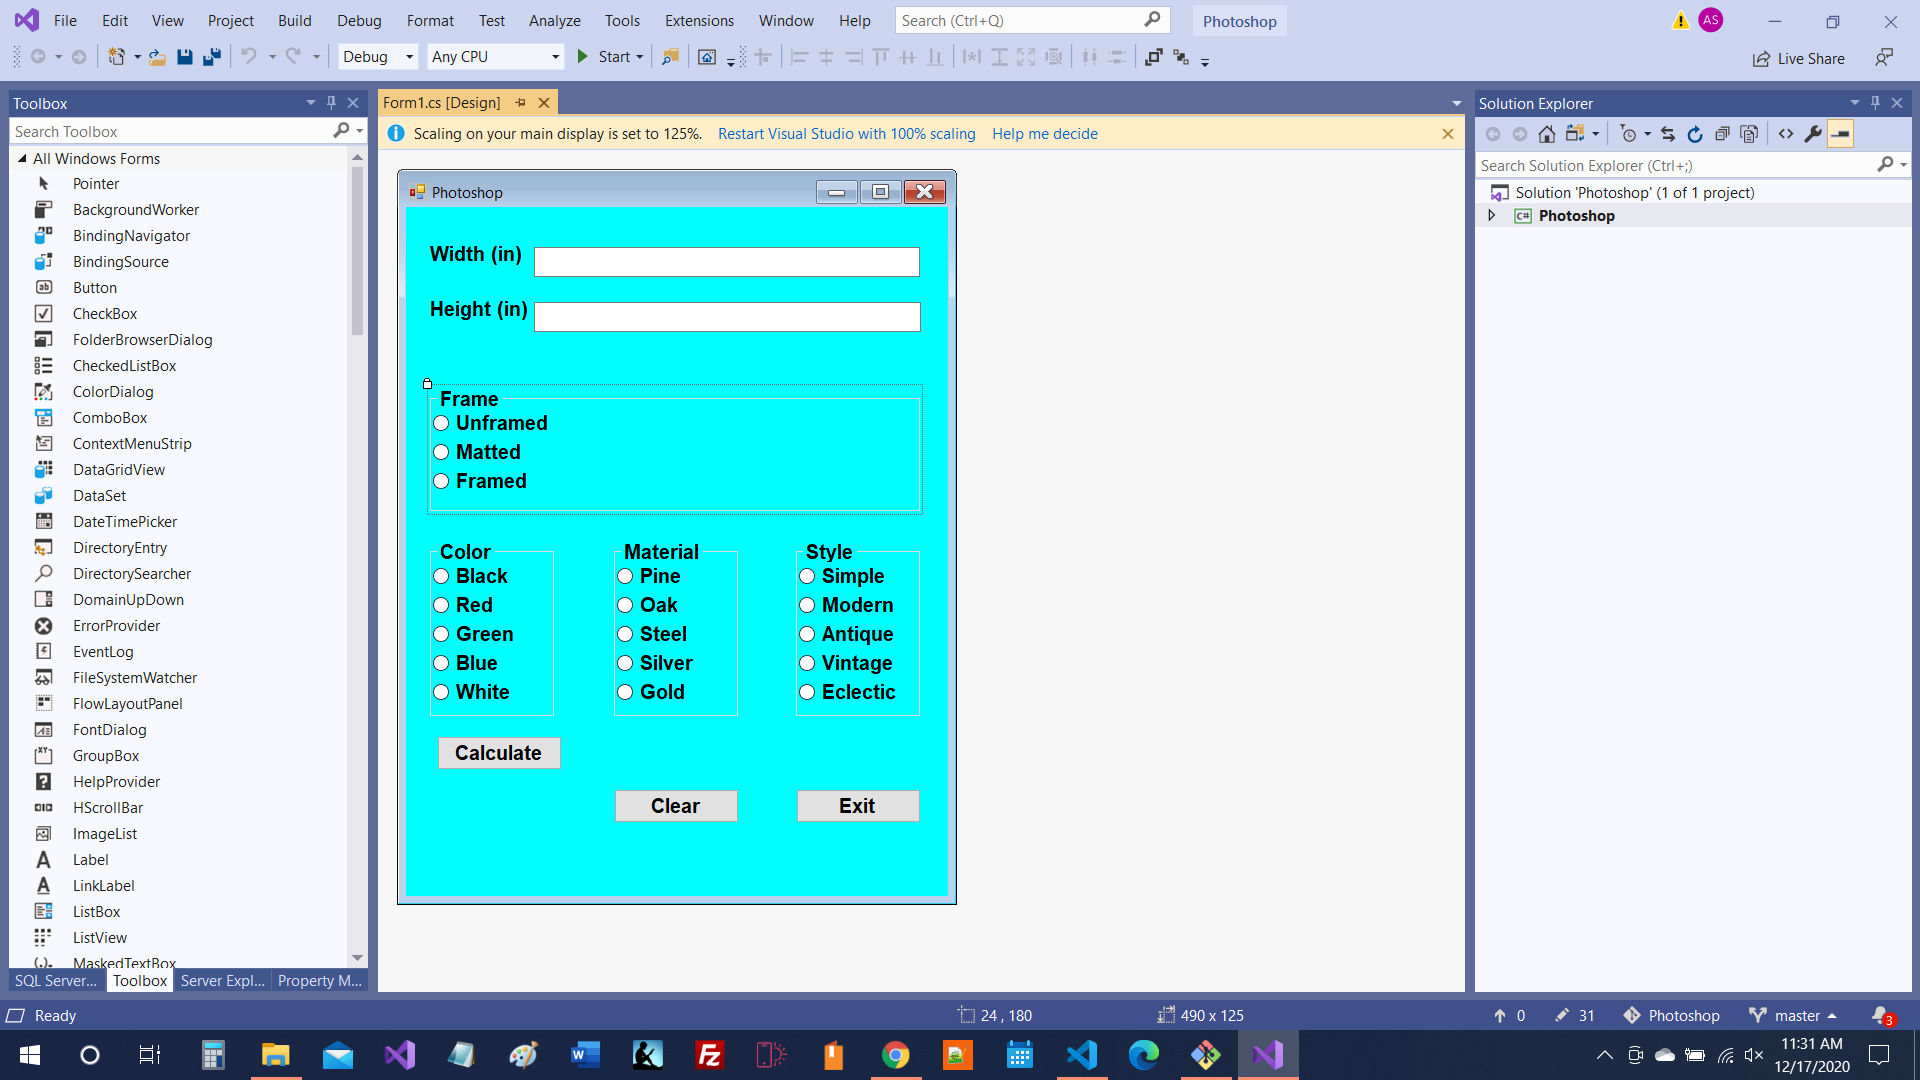 File Edit View Project Build Debug Format Test Analyze Tools Extensions Window Help Search (Ctrl+Q) Photoshop AS
Debug Any CPU Start Live Share
Toolbox
Search Toolbox
All Windows Forms
Pointer
BackgroundWorker
BindingNavigator
BindingSource
Button
CheckBox
FolderBrowserDialog
CheckedListBox
ColorDialog
ComboBox
ContextMenuStrip
DataGridView
DataSet
DateTimePicker
DirectoryEntry
DirectorySearcher
DomainUpDown
ErrorProvider
EventLog
FileSystemWatcher
FlowLayoutPanel
FontDialog
GroupBox
HelpProvider
HScrollBar
ImageList
Label
LinkLabel
ListBox
ListView
MaskedTextBox
SQL Server... Toolbox Server Expl... Property M...
Form1.cs [Design]
Scaling on your main display is set to 125%. Restart Visual Studio with 100% scaling Help me decide
Photoshop
Width (in)
Height (in)
Frame
Unframed
Matted
Framed
Color
Black
Red
Green
Blue
White
Material
Pine
Oak
Steel
Silver
Gold
Style
Simple
Modern
Antique
Vintage
Eclectic
Calculate
Clear Exit
Solution Explorer
Search Solution Explorer (Ctrl+;)
Solution 'Photoshop' (1 of 1 project)
C# Photoshop
Ready 24 , 180 490 x 125 0 31 Photoshop master 3
11:31 AM
12/17/2020